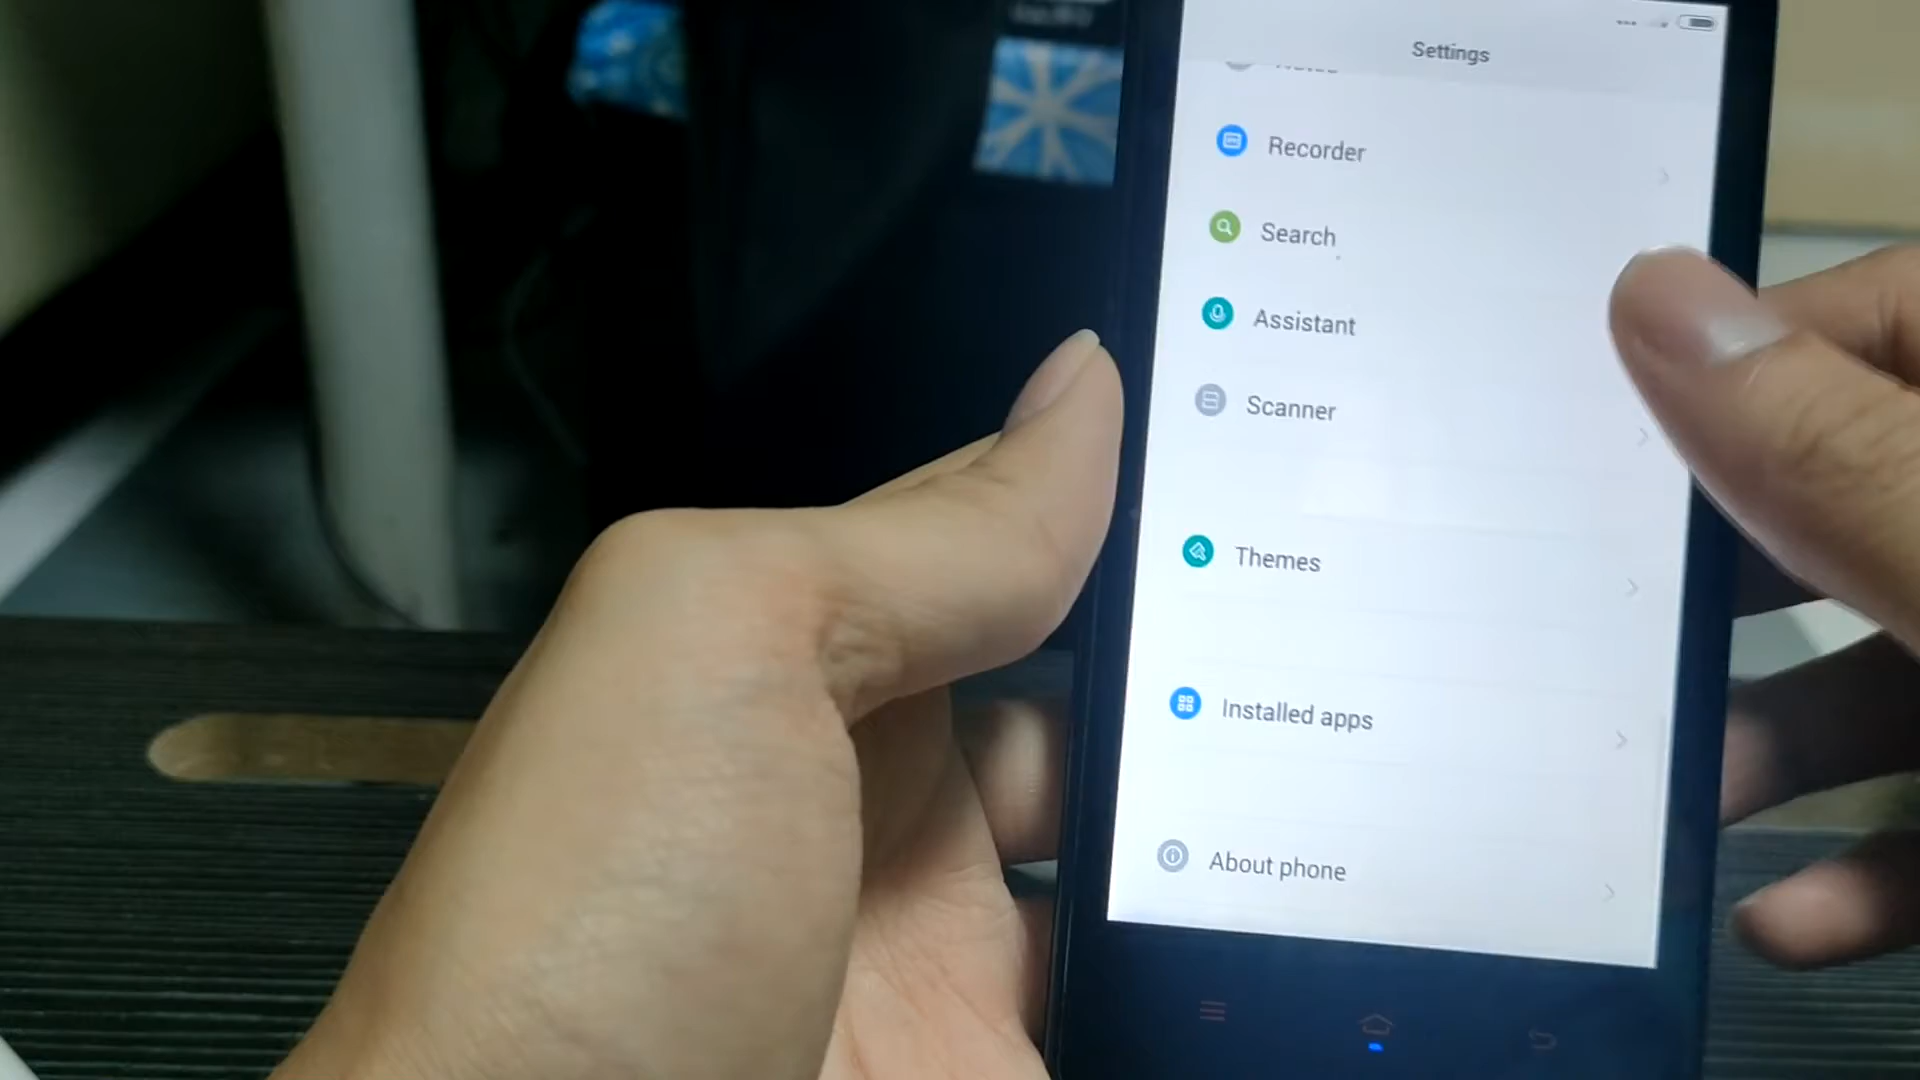 Settings
Recorder
Search
Assistant
Scanner
Themes
Installed apps
About phone